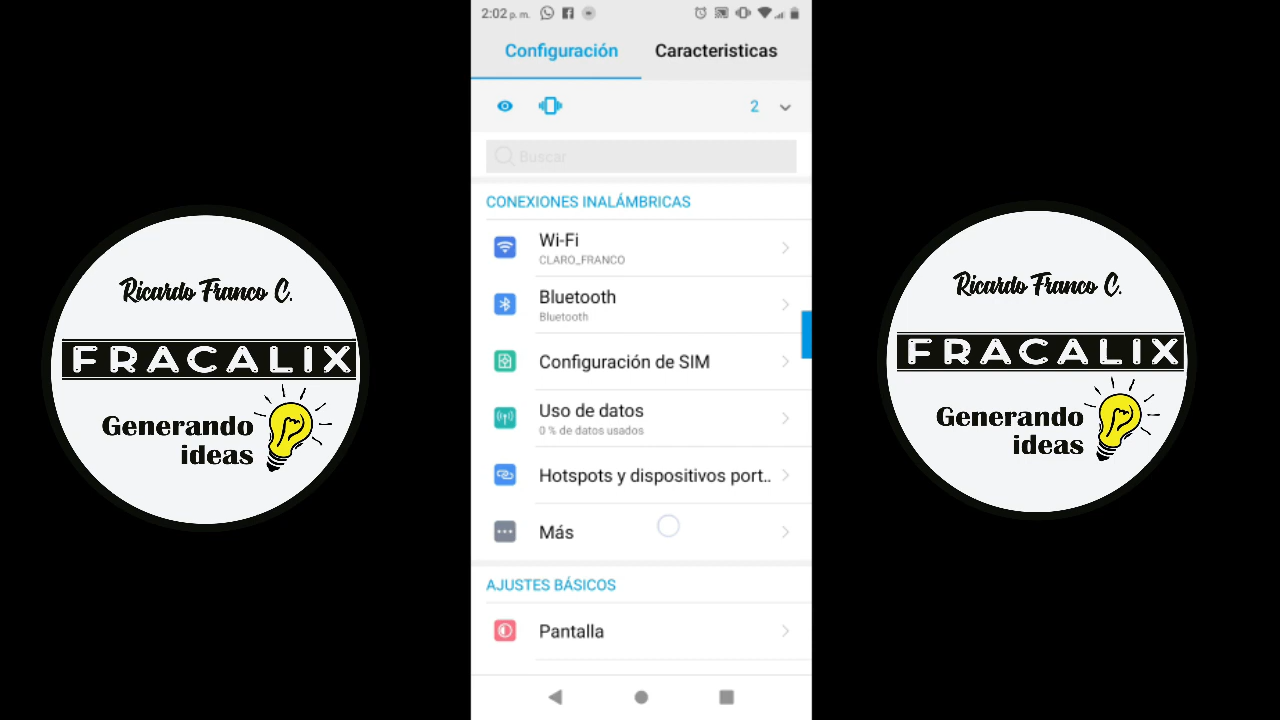 Ricardo Franco C.
FRACALIX
Generando
ideas
2:02 p. m.
Configuración
Caracteristicas
2
Buscar
CONEXIONES INALÁMBRICAS
Wi-Fi
CLARO_FRANCO
Bluetooth
Bluetooth
Configuración de SIM
Uso de datos
0 % de datos usados
Hotspots y dispositivos port..
Más
AJUSTES BÁSICOS
Pantalla
Ricardo Franco C.
FRACALIX
Generando
ideas